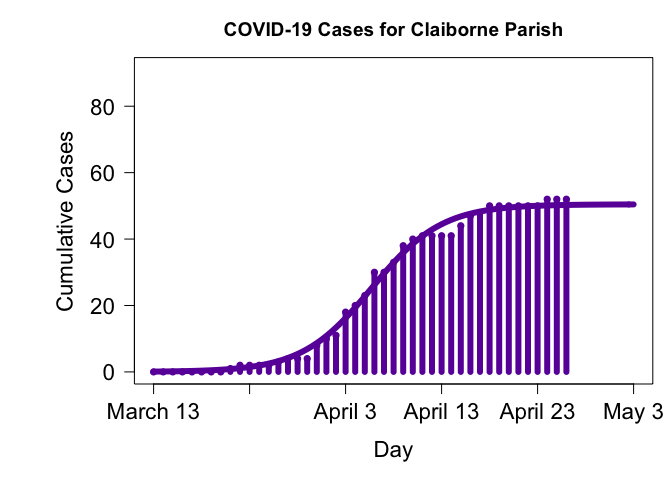 COVID-19 Cases for Claiborne Parish
Cumulative Cases
80
60
40
20
0
March 13 April 3 April 13 April 23 May 3
Day